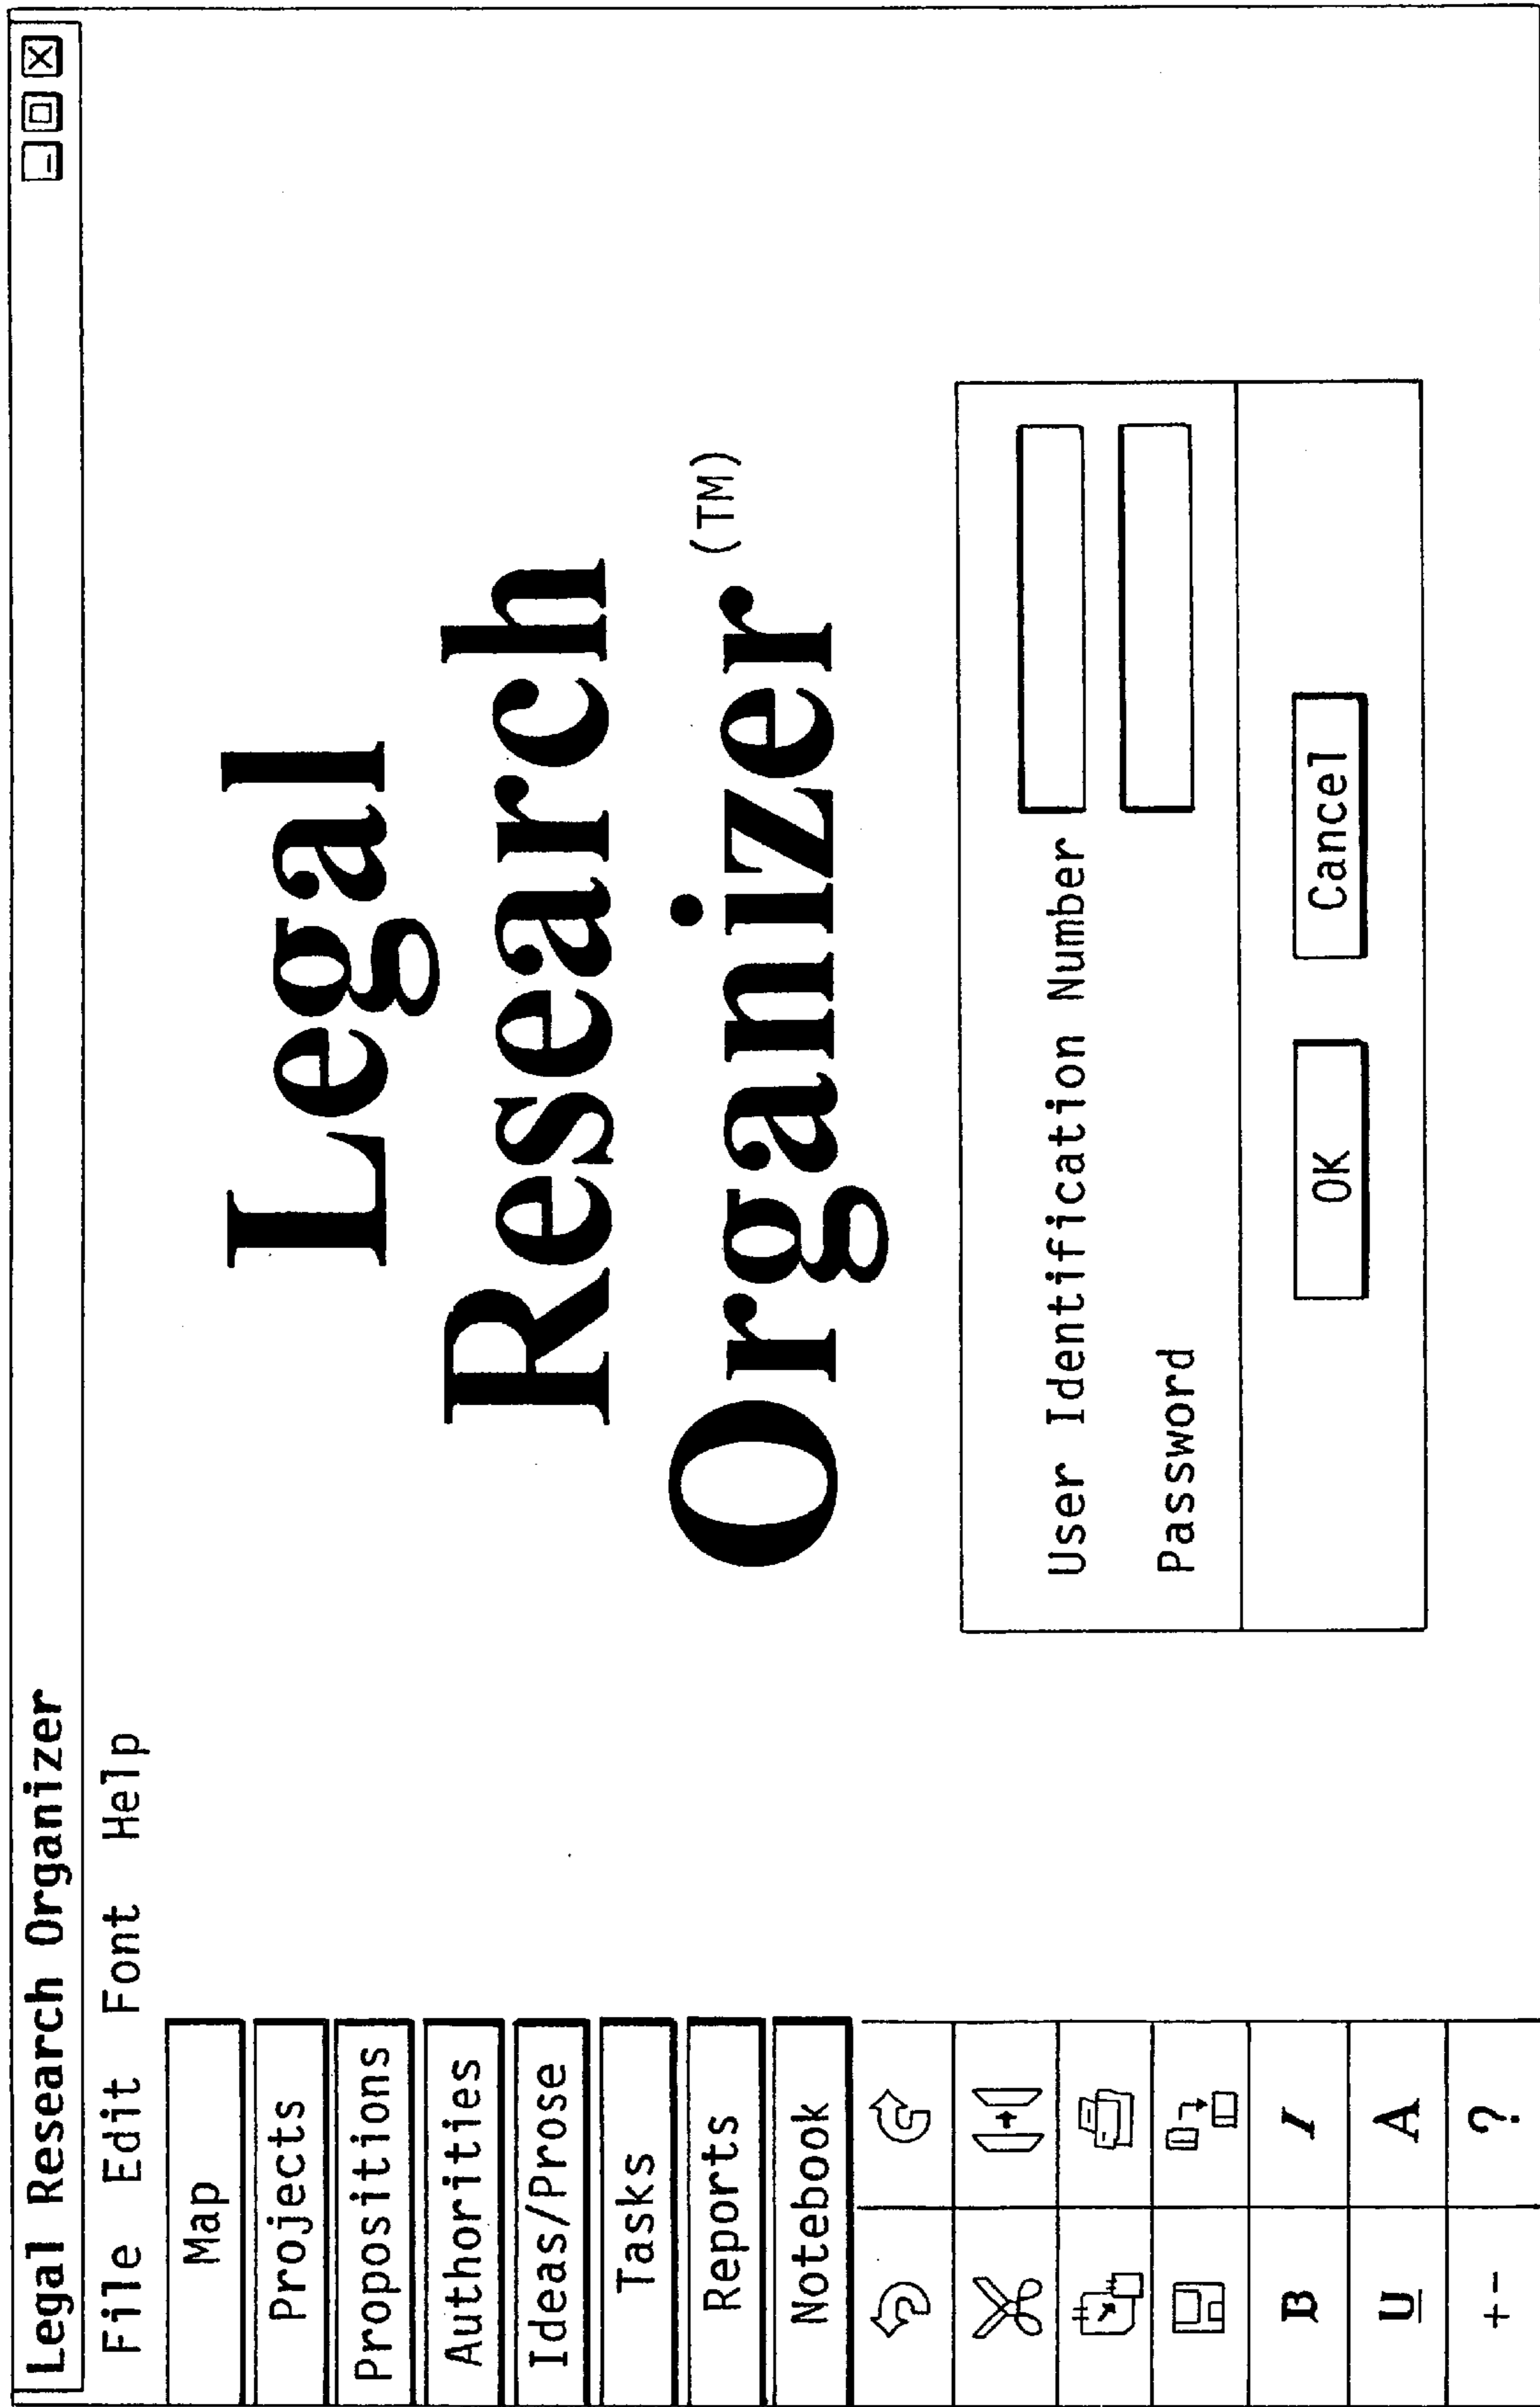 Legal Research Organizer
File Edit Font Help
Map
Projects
Propositions
Authorities
Ideas/Prose
Tasks
Reports
Notebook
B I
U A
+- ?
Legal
Research
Organizer (TM)
User Identification Number
Password
OK Cancel